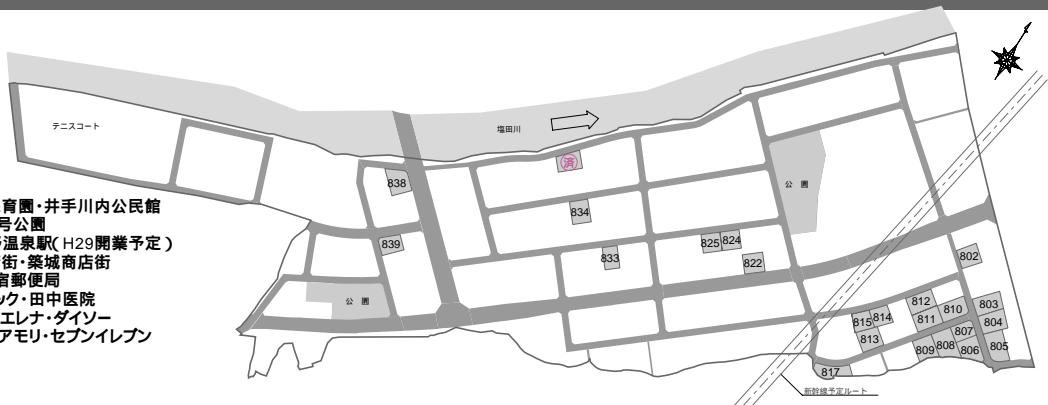 テニスコート
塩田川
済
838
公 園
育園・井手川内公民館
834
号公園
839
825 824
温泉駅(H29開業予定)
833
802
街・築城商店街
822
宿郵便局
公 園
812
803
ック・田中医院
810
815 814
811
804
エレナ・ダイソー
807
アモリ・セブンイレブン
813
809 808 806
805
817
新幹線予定ルート